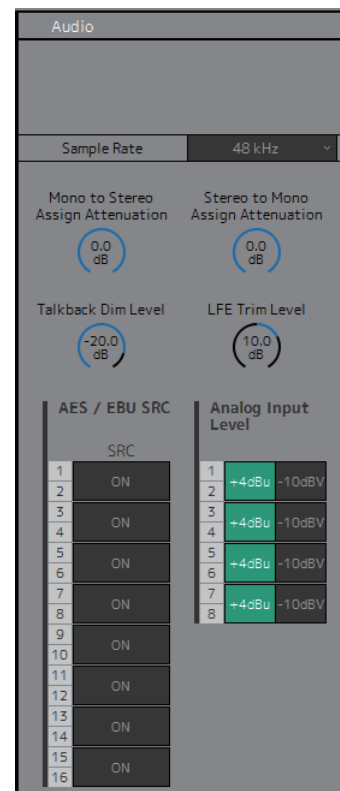 Audio
Sample Rate 48 kHz
Mono to Stereo
Assign Attenuation
0.0
dB
Stereo to Mono
Assign Attenuation
0.0
dB
Talkback Dim Level
-20.0
dB
LFE Trim Level
10.0
dB
AES / EBU SRC
SRC
1
2
ON
3
4
ON
5
6
ON
7
8
ON
9
10
ON
11
12
ON
13
14
ON
15
16
ON
Analog Input
Level
1
2
+4dBu -10dBV
3
4
+4dBu -10dBV
5
6
+4dBu -10dBV
7
8
+4dBu -10dBV